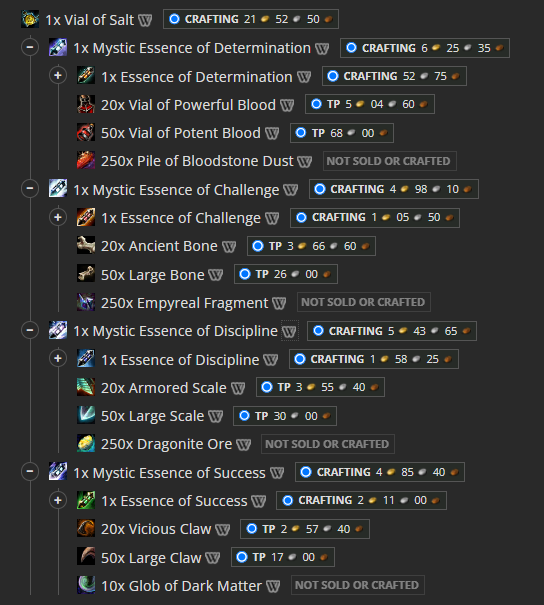 1x Vial of Salt CRAFTING 21 52 50
1x Mystic Essence of Determination CRAFTING 6 25 35
1x Essence of Determination CRAFTING 52 75
20x Vial of Powerful Blood TP 5 04 60
50x Vial of Potent Blood TP 68 00
250x Pile of Bloodstone Dust NOT SOLD OR CRAFTED
1x Mystic Essence of Challenge CRAFTING 4 98 10
1x Essence of Challenge CRAFTING 1 05 50
20x Ancient Bone TP 3 66 60
50x Large Bone TP 26 00
250x Empyreal Fragment NOT SOLD OR CRAFTED
1x Mystic Essence of Discipline CRAFTING 5 43 65
1x Essence of Discipline CRAFTING 1 58 25
20x Armored Scale TP 3 55 40
50x Large Scale TP 30 00
250x Dragonite Ore NOT SOLD OR CRAFTED
1x Mystic Essence of Success CRAFTING 4 85 40
1x Essence of Success CRAFTING 2 11 00
20x Vicious Claw TP 2 57 40
50x Large Claw TP 17 00
10x Glob of Dark Matter NOT SOLD OR CRAFTED